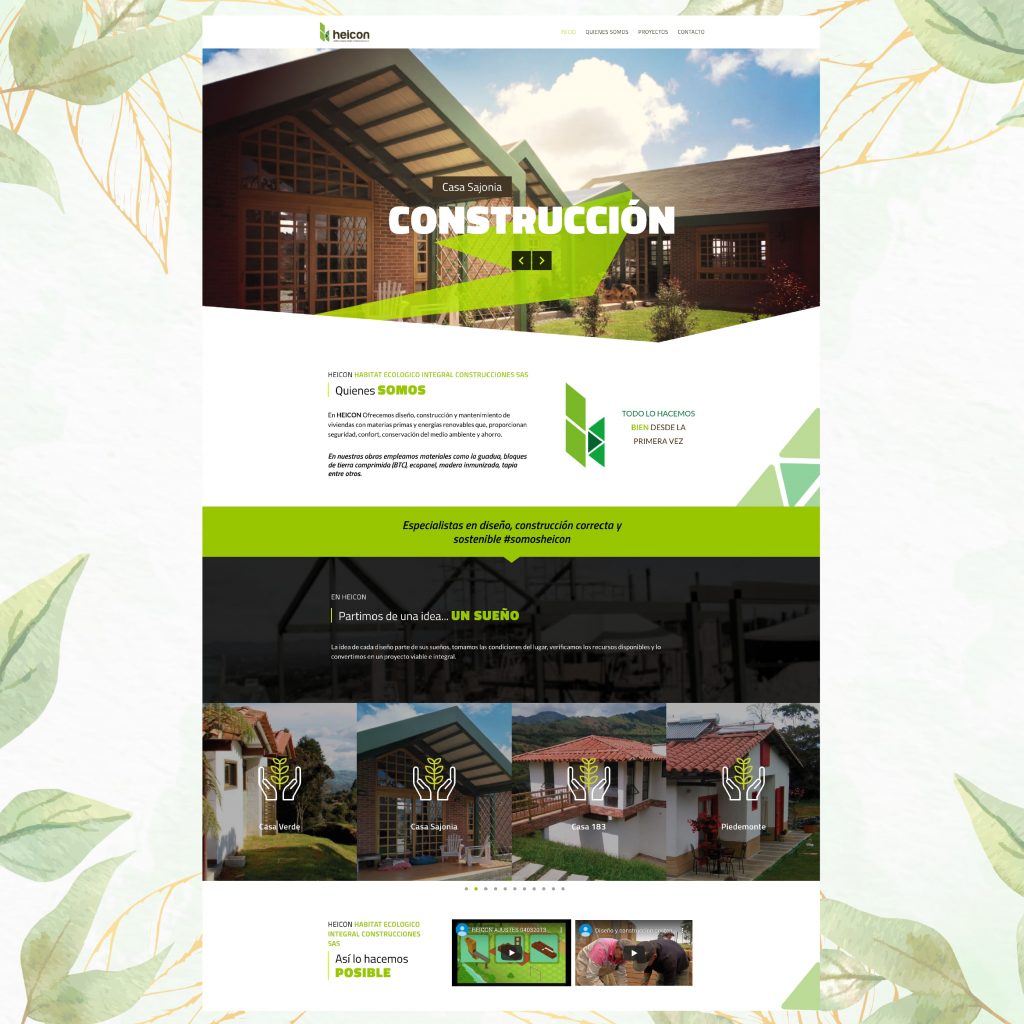 heicon
INICIO QUIENES SOMOS PROYECTOS CONTACTO
Casa Sajonia
CONSTRUCCIÓN
HEICON HABITAT ECOLOGICO INTEGRAL CONSTRUCCIONES SAS
Quienes SOMOS
En HEICON Ofrecemos diseño, construcción y mantenimiento de
viviendas con materias primas y energías renovables que, proporcionan
seguridad, confort, conservación del medio ambiente y ahorro.
En nuestras obras empleamos materiales como la guadua, bloques
de tierra comprimida (BTC), ecopanel, madera inmunizada, tapia
entre otros.
TODO LO HACEMOS
BIEN DESDE LA
PRIMERA VEZ
Especialistas en diseño, construcción correcta y
sostenible #somosheicon
EN HEICON
Partimos de una idea... UN SUEÑO
La idea de cada diseño parte de sus sueños, tomamos las condiciones del lugar, verificamos los recursos disponibles y lo
convertimos en un proyecto viable e integral.
Casa Verde
Casa Sajonia
Casa 183
Piedemonte
HEICON HABITAT ECOLOGICO
INTEGRAL CONSTRUCCIONES
SAS
Así lo hacemos
POSIBLE
HEICON AJUSTES 04032013...
Diseño y construccion